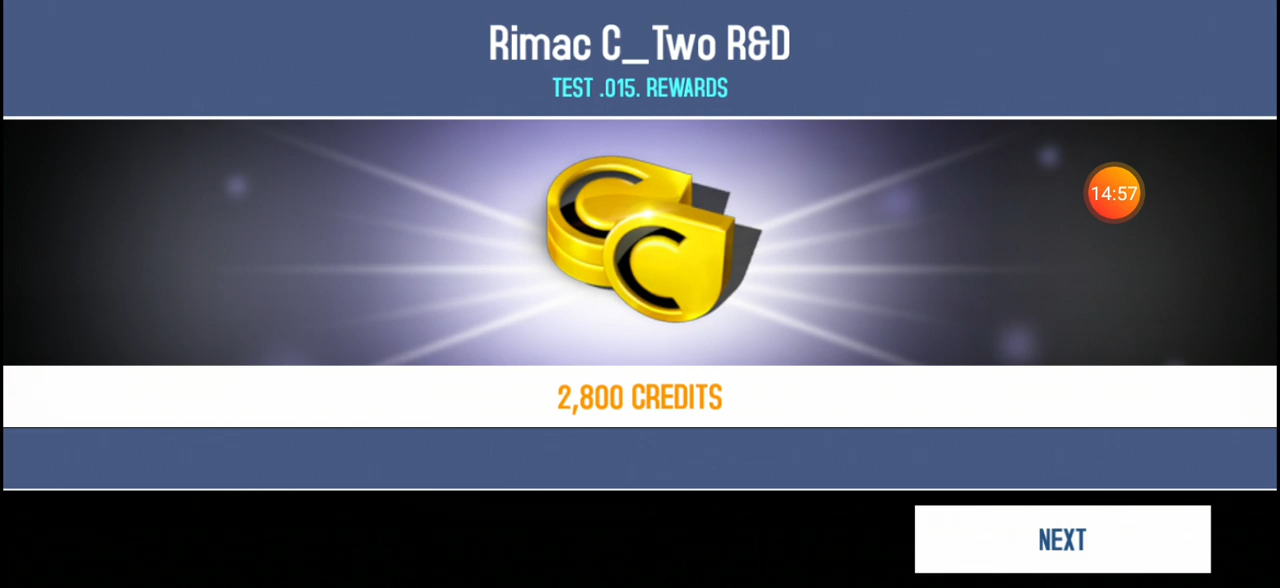 Rimac C_Two R&D
TEST .015. REWARDS
14:57
2,800 CREDITS
NEXT